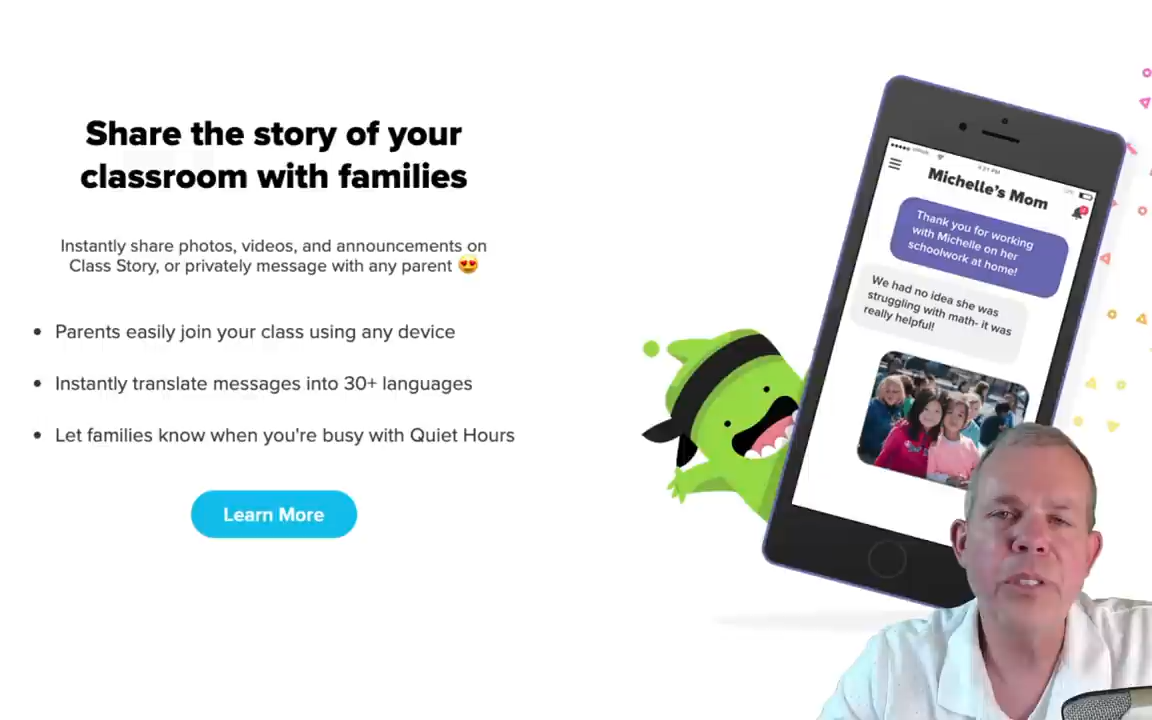 Share the story of your
classroom with families
Instantly share photos, videos, and announcements on
Class Story, or privately message with any parent 😍
• Parents easily join your class using any device
• Instantly translate messages into 30+ languages
• Let families know when you're busy with Quiet Hours
Learn More
4:21 PM
Michelle's Mom
Thank you for working
with Michelle on her
schoolwork at home!
We had no idea she was
struggling with math- it was
really helpful!